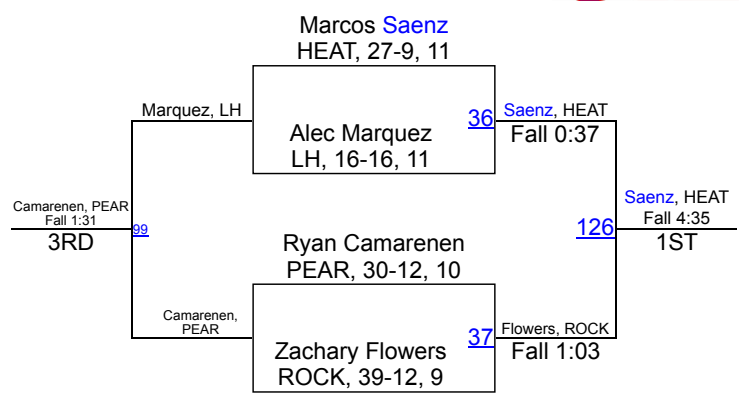 Marcos Saenz
HEAT, 27-9, 11
Marquez, LH
36
Saenz, HEAT
Fall 0:37
Alec Marquez
LH, 16-16, 11
Camarenen, PEAR
Fall 1:31
3RD
99
126
Saenz, HEAT
Fall 4:35
1ST
Ryan Camarenen
PEAR, 30-12, 10
Camarenen,
PEAR
37
Flowers, ROCK
Fall 1:03
Zachary Flowers
ROCK, 39-12, 9